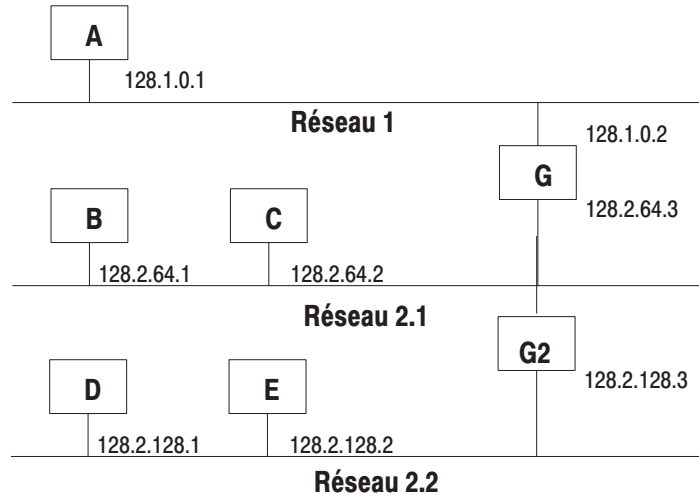 A
128.1.0.1
Réseau 1
128.1.0.2
G
128.2.64.3
B
C
128.2.64.1
128.2.64.2
Réseau 2.1
G2
128.2.128.3
D
E
128.2.128.1
128.2.128.2
Réseau 2.2